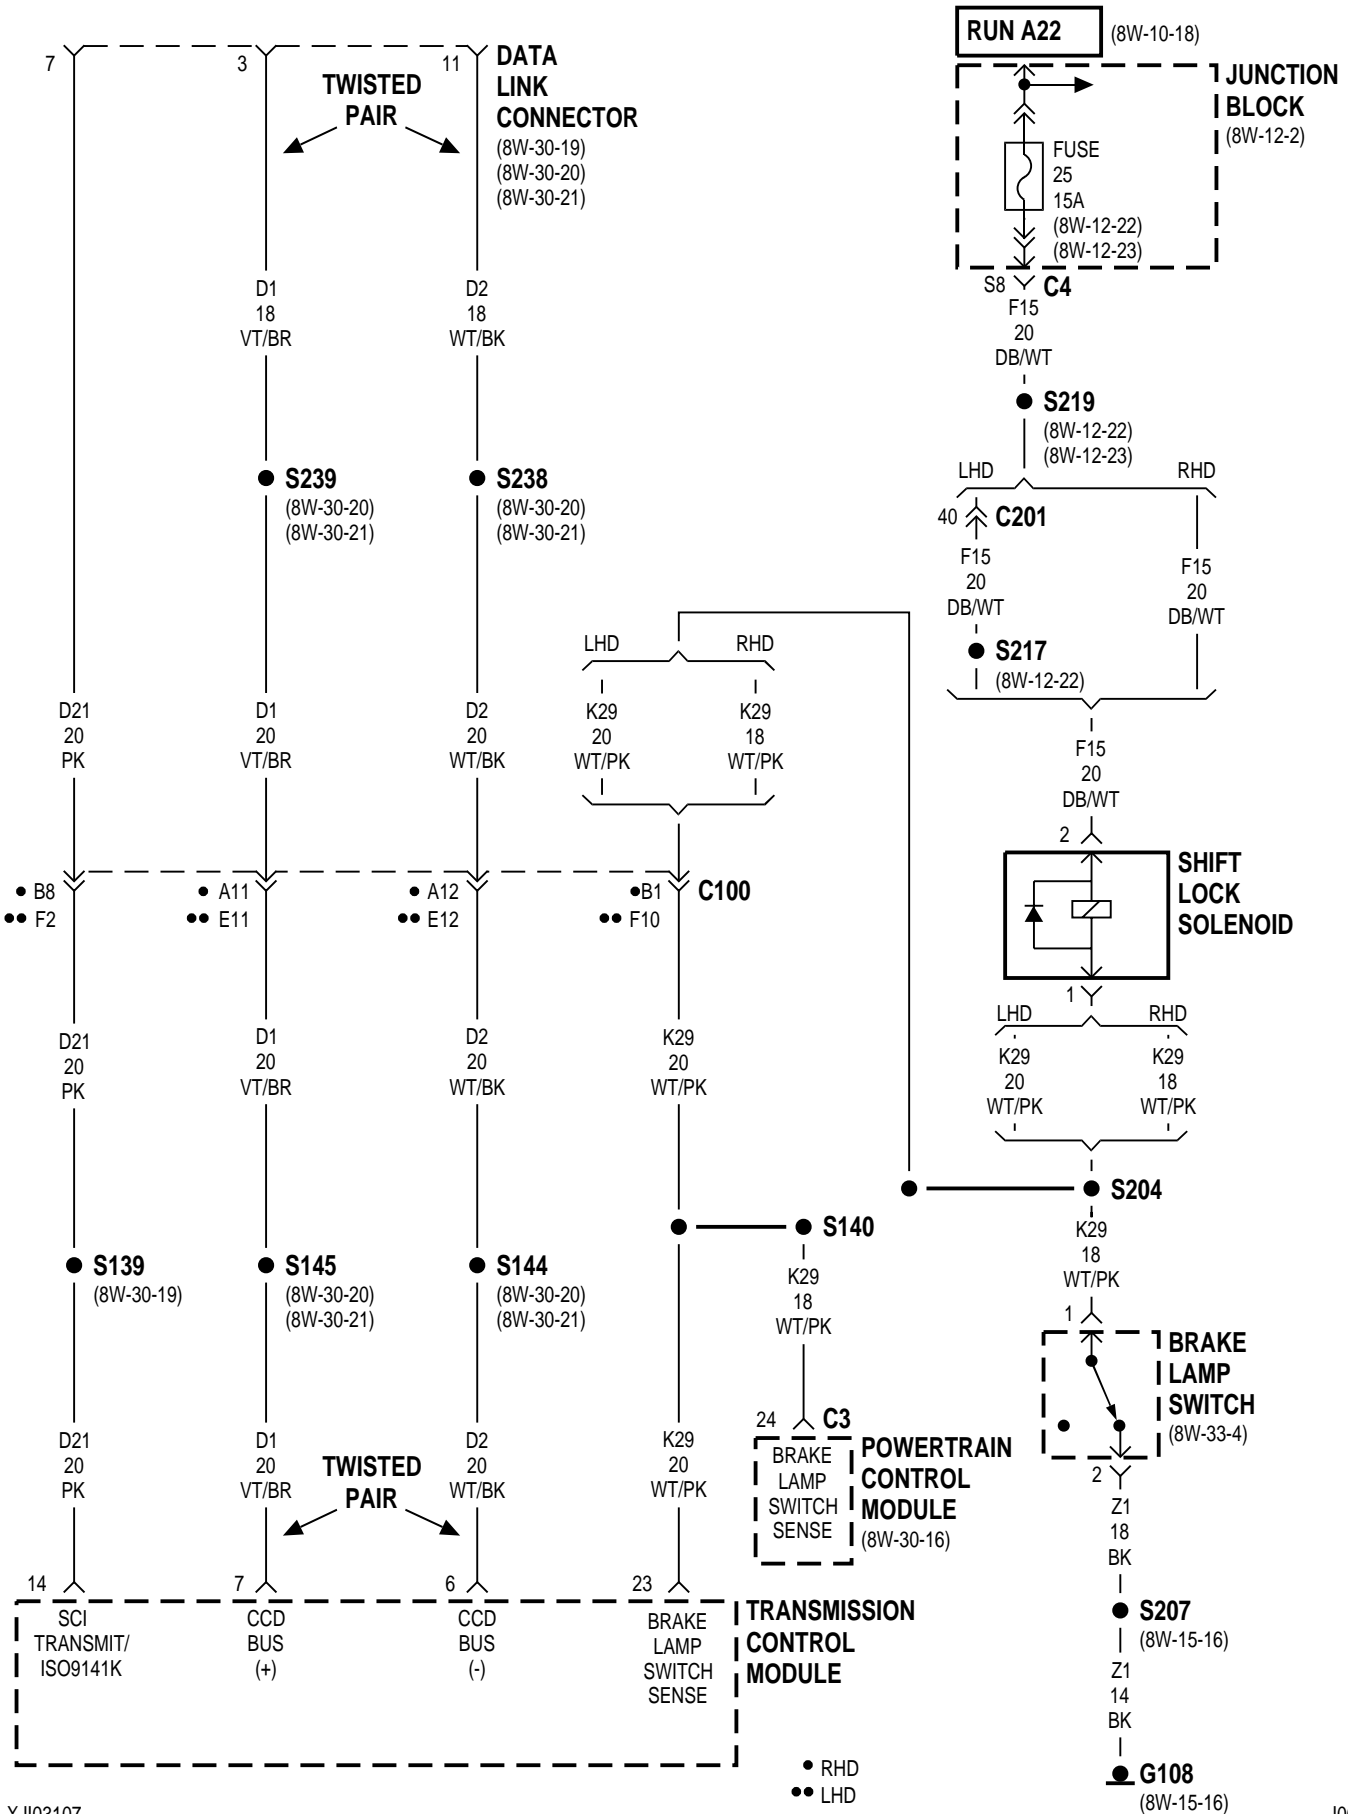 RUN A22 (8W-10-18)
7
3
11
DATA
LINK
CONNECTOR
(8W-30-19)
(8W-30-20)
(8W-30-21)
TWISTED
PAIR
JUNCTION
BLOCK
(8W-12-2)
FUSE
25
15A
(8W-12-22)
(8W-12-23)
S8 C4
F15
20
DB/WT
D1
18
VT/BR
D2
18
WT/BK
S219
(8W-12-22)
(8W-12-23)
S239
(8W-30-20)
(8W-30-21)
S238
(8W-30-20)
(8W-30-21)
LHD
RHD
40 C201
F15
20
DB/WT
F15
20
DB/WT
S217
(8W-12-22)
LHD
RHD
D21
20
PK
D1
20
VT/BR
D2
20
WT/BK
K29
20
WT/PK
K29
18
WT/PK
F15
20
DB/WT
2
SHIFT
LOCK
SOLENOID
• B8
•• F2
• A11
•• E11
• A12
•• E12
•B1
•• F10
C100
1
LHD
RHD
D21
20
PK
D1
20
VT/BR
D2
20
WT/BK
K29
20
WT/PK
K29
20
WT/PK
K29
18
WT/PK
S204
S140
K29
18
WT/PK
S139
(8W-30-19)
S145
(8W-30-20)
(8W-30-21)
S144
(8W-30-20)
(8W-30-21)
K29
18
WT/PK
1
BRAKE
LAMP
SWITCH
(8W-33-4)
2
24 C3
BRAKE
LAMP
SWITCH
SENSE
POWERTRAIN
CONTROL
MODULE
(8W-30-16)
D21
20
PK
D1
20
VT/BR
TWISTED
PAIR
D2
20
WT/BK
K29
20
WT/PK
Z1
18
BK
14
7
6
23
SCI
TRANSMIT/
ISO9141K
CCD
BUS
(+)
CCD
BUS
(-)
BRAKE
LAMP
SWITCH
SENSE
TRANSMISSION
CONTROL
MODULE
S207
(8W-15-16)
Z1
14
BK
• RHD
•• LHD
G108
(8W-15-16)